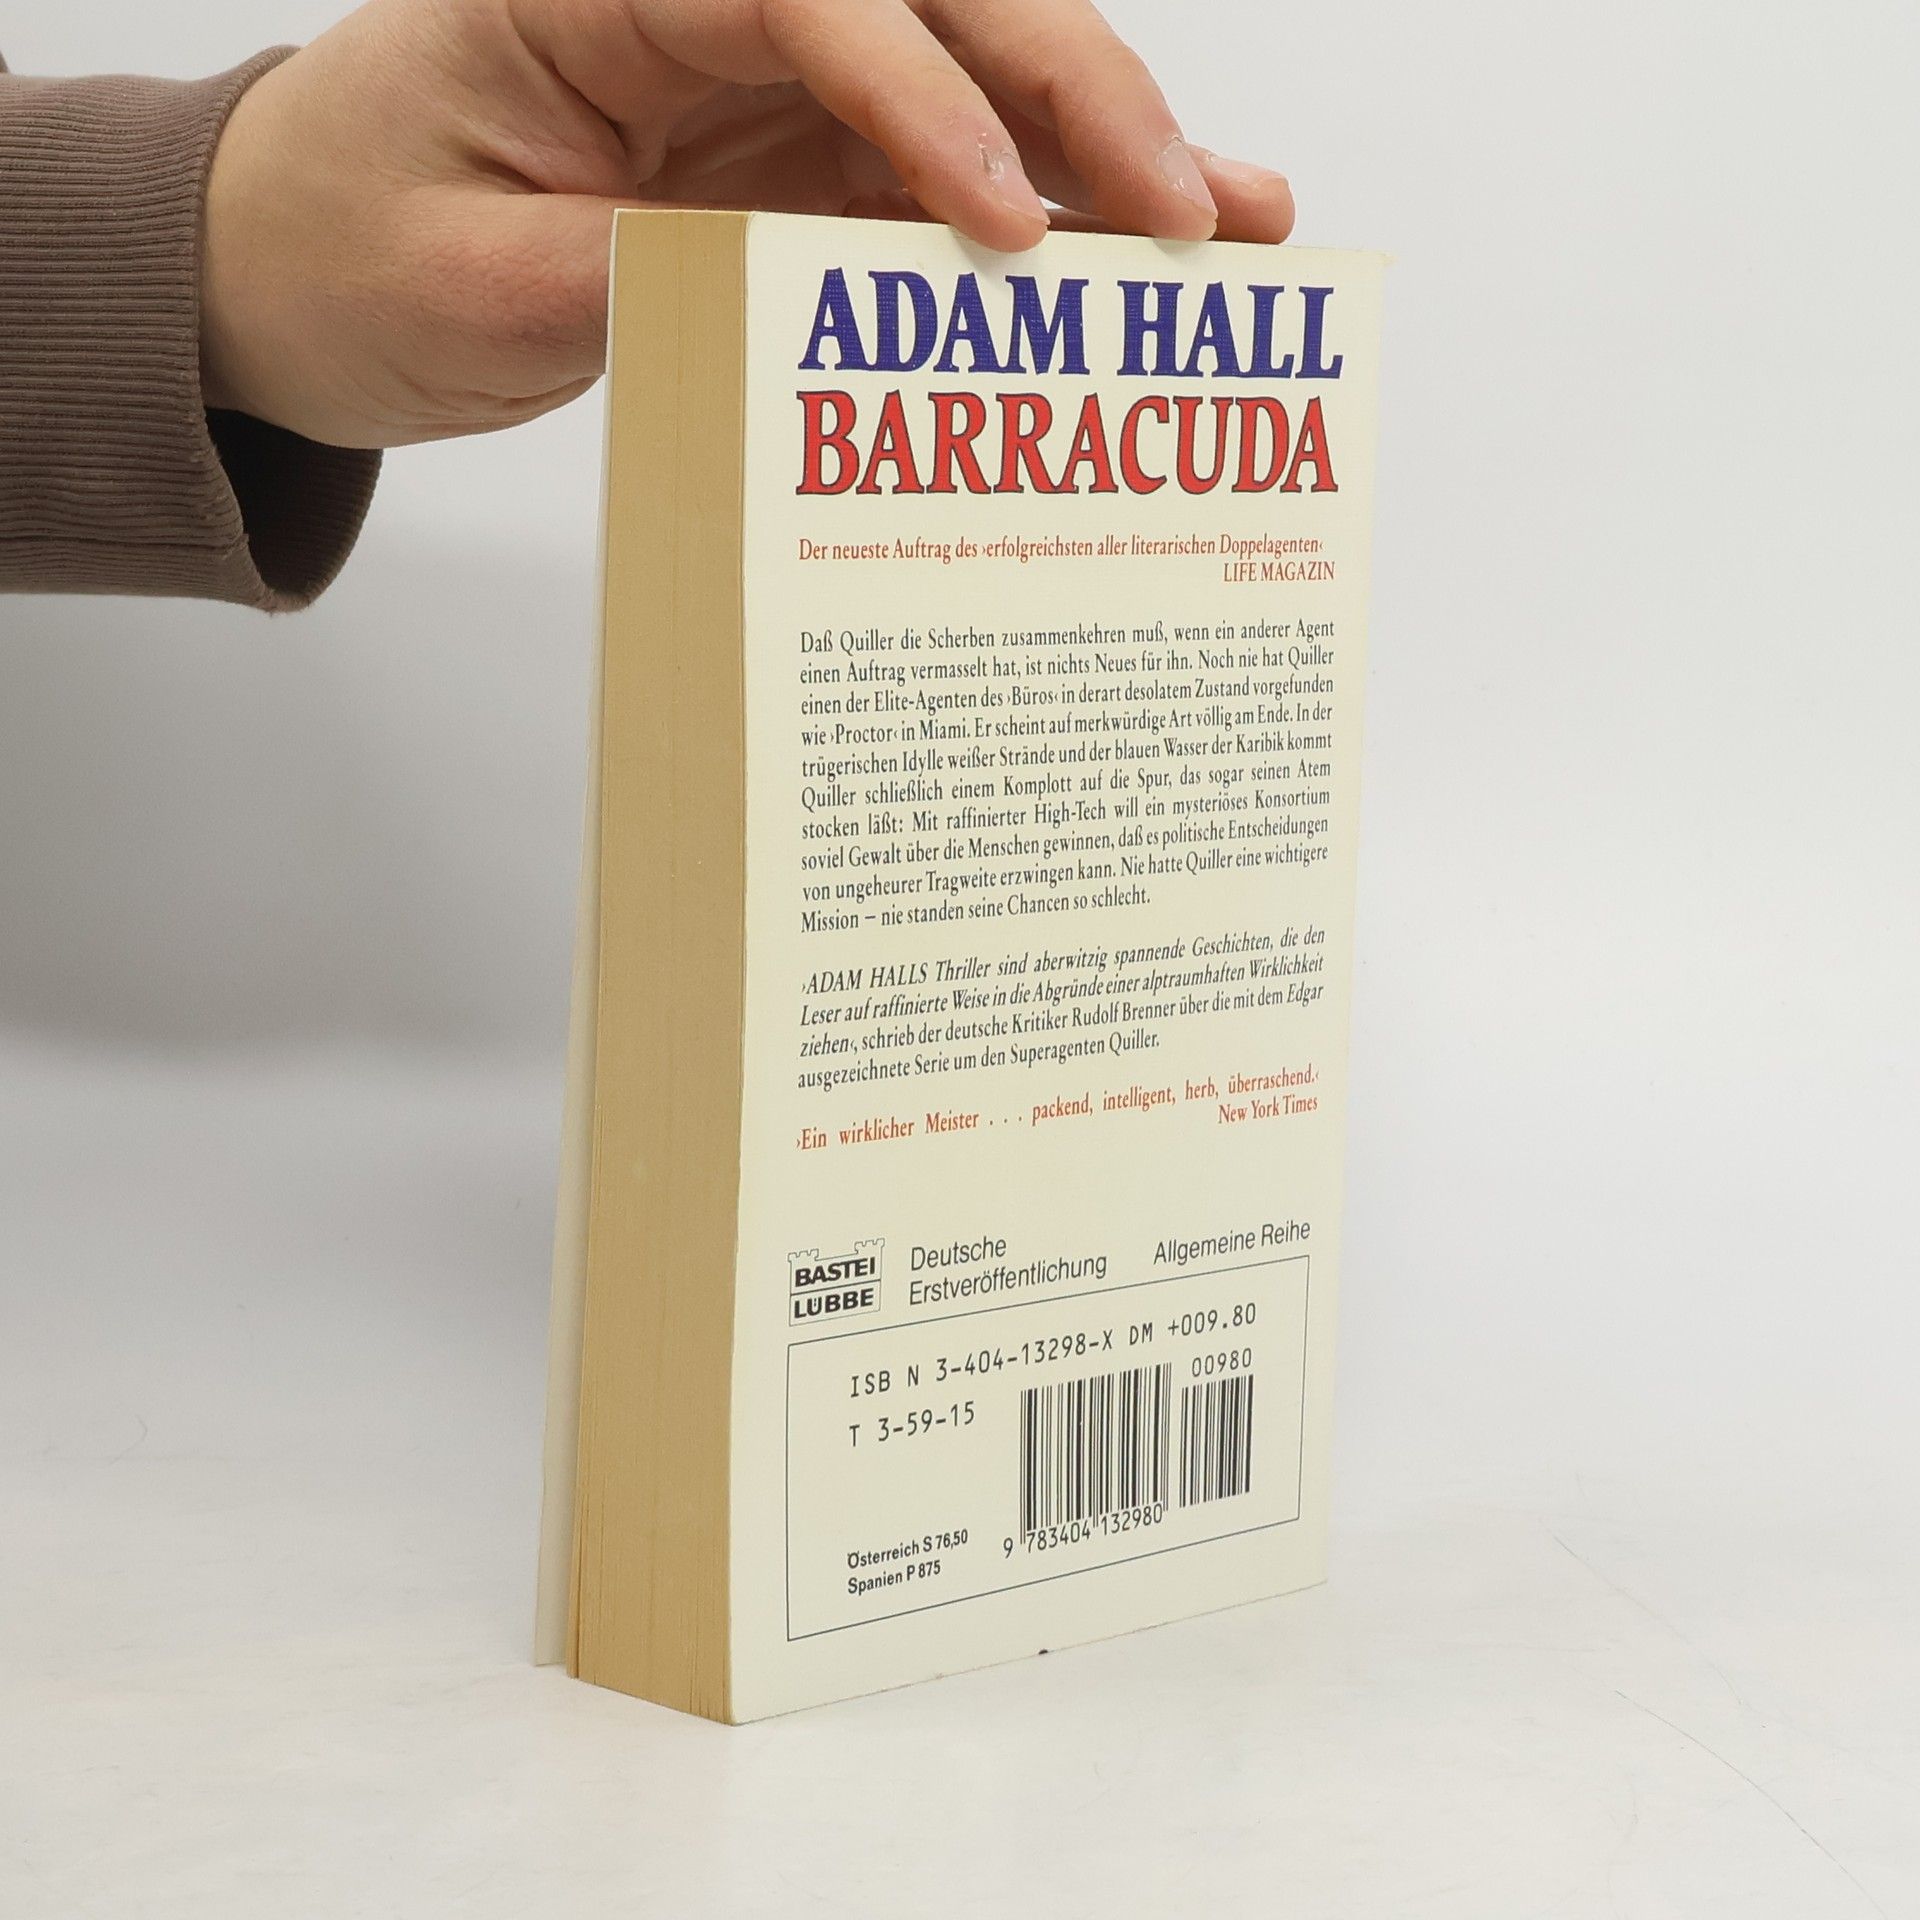 ADAM HALL
BARRACUDA
Der neueste Auftrag des ›erfolgreichsten aller literarischen Doppelagenten‹
LIFE MAGAZIN
Daß Quiller die Scherben zusammenkehren muß, wenn ein anderer Agent
einen Auftrag vermasselt hat, ist nichts Neues für ihn. Noch nie hat Quiller
einen der Elite-Agenten des ›Büros‹ in derart desolatem Zustand vorgefunden
wie ›Proctor‹ in Miami. Er scheint auf merkwürdige Art völlig am Ende. In der
trügerischen Idylle weißer Strände und der blauen Wasser der Karibik kommt
Quiller schließlich einem Komplott auf die Spur, das sogar seinen Atem
stocken läßt: Mit raffinierter High-Tech will ein mysteriöses Konsortium
soviel Gewalt über die Menschen gewinnen, daß es politische Entscheidungen
von ungeheurer Tragweite erzwingen kann. Nie hatte Quiller eine wichtigere
Mission – nie standen seine Chancen so schlecht.
›ADAM HALLS Thriller sind aberwitzig spannende Geschichten, die den
Leser auf raffinierte Weise in die Abgründe einer alptraumhaften Wirklichkeit
ziehen‹, schrieb der deutsche Kritiker Rudolf Brenner über die mit dem Edgar
ausgezeichnete Serie um den Superagenten Quiller.
›Ein wirklicher Meister . . . packend, intelligent, herb, überraschend.‹
New York Times
BASTEI
LÜBBE
Deutsche
Erstveröffentlichung
Allgemeine Reihe
ISB N 3-404-13298-X DM +009.80
00980
T 3-59-15
9 783404 132980
Österreich S 76,50
Spanien P 875